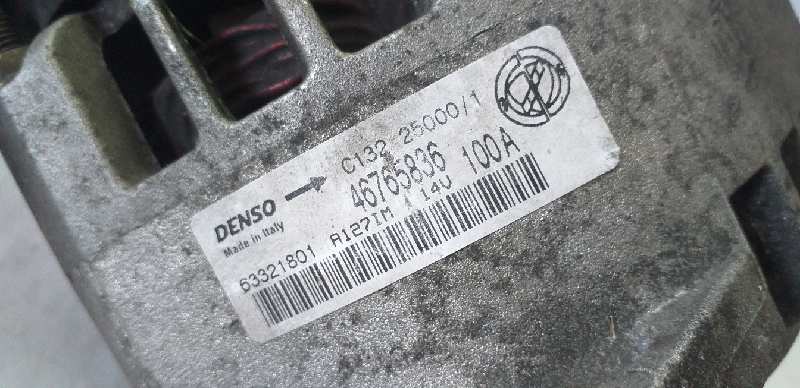 C132 25000/1
DENSO 46765836 100A
Made in Italy
63321801 A127IM 14V